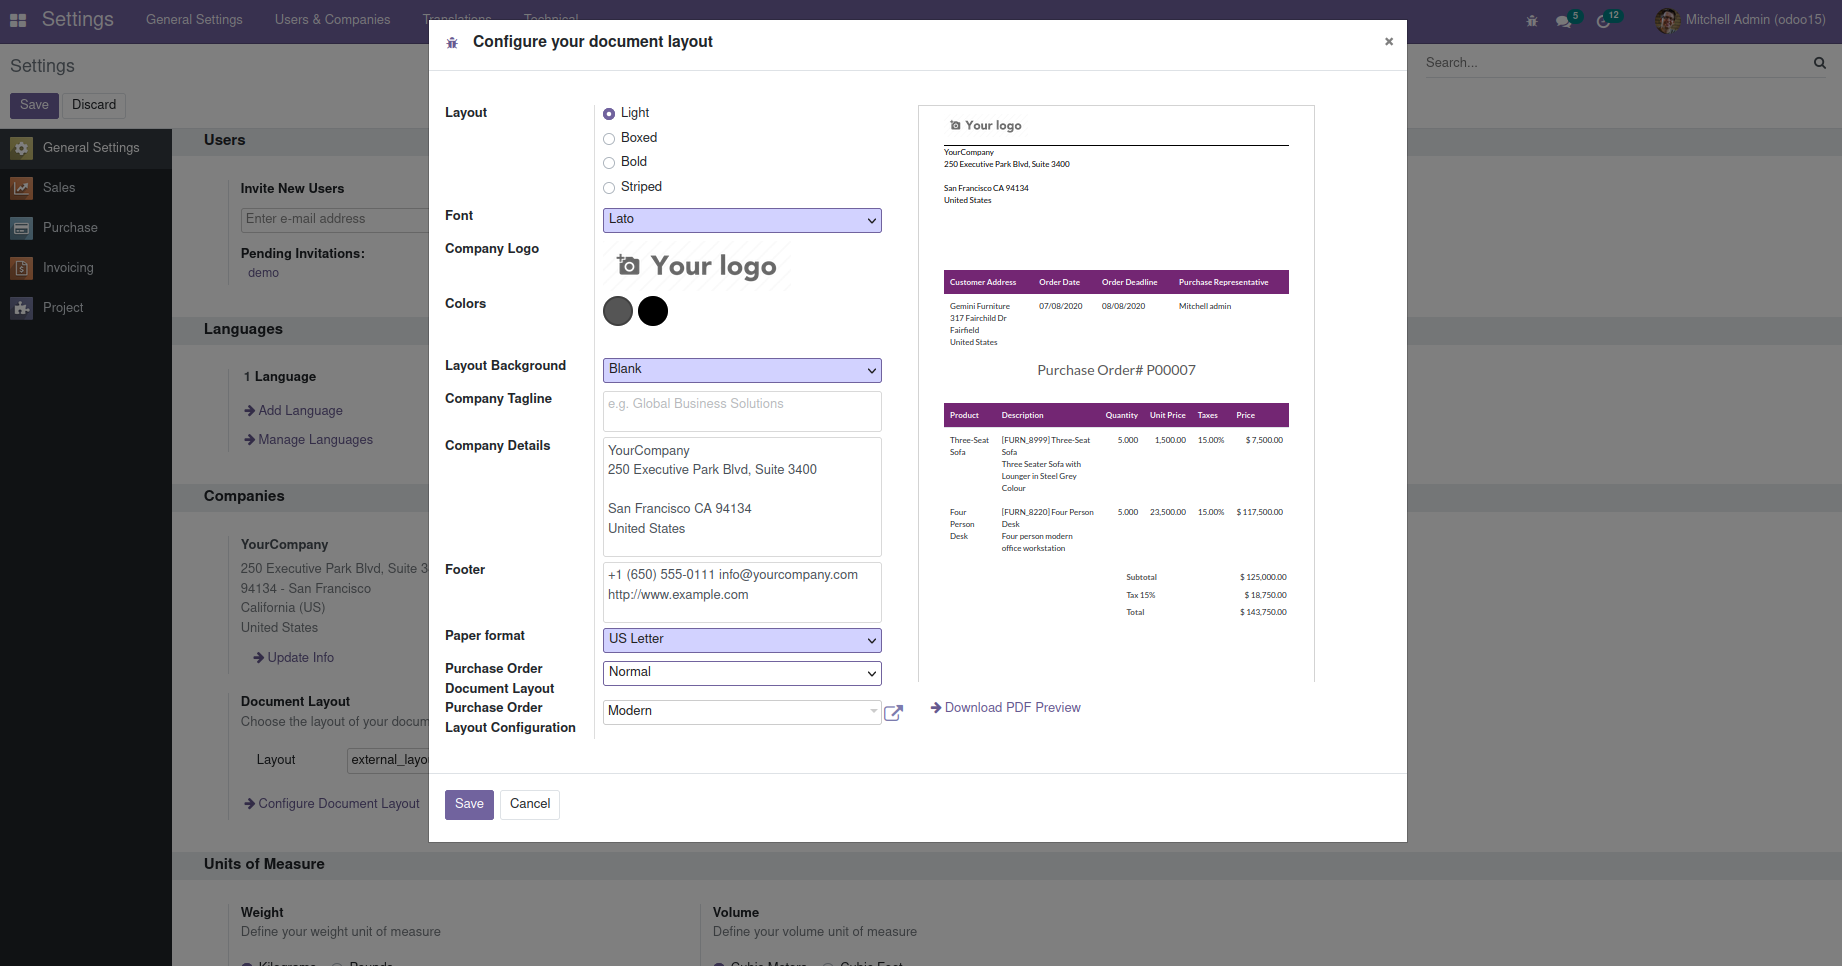 Settings
General Settings
Users & Companies
Translations
Technical
5
12
Mitchell Admin (odoo15)
Settings
Search...
Save
Discard
General Settings
Sales
Purchase
Invoicing
Project
Users
Invite New Users
Enter e-mail address
Pending Invitations:
demo
Languages
1 Language
Add Language
Manage Languages
Companies
YourCompany
250 Executive Park Blvd, Suite 3
94134 - San Francisco
California (US)
United States
Update Info
Document Layout
Choose the layout of your docum
Layout
external_layo
Configure Document Layout
Units of Measure
Weight
Define your weight unit of measure
Kilograms
Pounds
Volume
Define your volume unit of measure
Cubic Meters
Cubic Feet
Configure your document layout
×
Layout
Light
Boxed
Bold
Striped
Font
Lato
Company Logo
Your logo
Colors
Layout Background
Blank
Company Tagline
e.g. Global Business Solutions
Company Details
YourCompany
250 Executive Park Blvd, Suite 3400
San Francisco CA 94134
United States
Footer
+1 (650) 555-0111 info@yourcompany.com
http://www.example.com
Paper format
US Letter
Purchase Order
Document Layout
Normal
Purchase Order
Layout Configuration
Modern
Save
Cancel
Your logo
YourCompany
250 Executive Park Blvd, Suite 3400
San Francisco CA 94134
United States
Customer Address Order Date Order Deadline Purchase Representative
Gemini Furniture 07/08/2020 08/08/2020 Mitchell admin
317 Fairchild Dr
Fairfield
United States
Purchase Order# P00007
Product Description Quantity Unit Price Taxes Price
Three-Seat [FURN_8999] Three-Seat 5.000 1,500.00 15.00% $ 7,500.00
Sofa Sofa
Three Seater Sofa with
Lounger in Steel Grey
Colour
Four [FURN_8220] Four Person 5.000 23,500.00 15.00% $ 117,500.00
Person Desk
Desk Four person modern
office workstation
Subtotal $ 125,000.00
Tax 15% $ 18,750.00
Total $ 143,750.00
Download PDF Preview